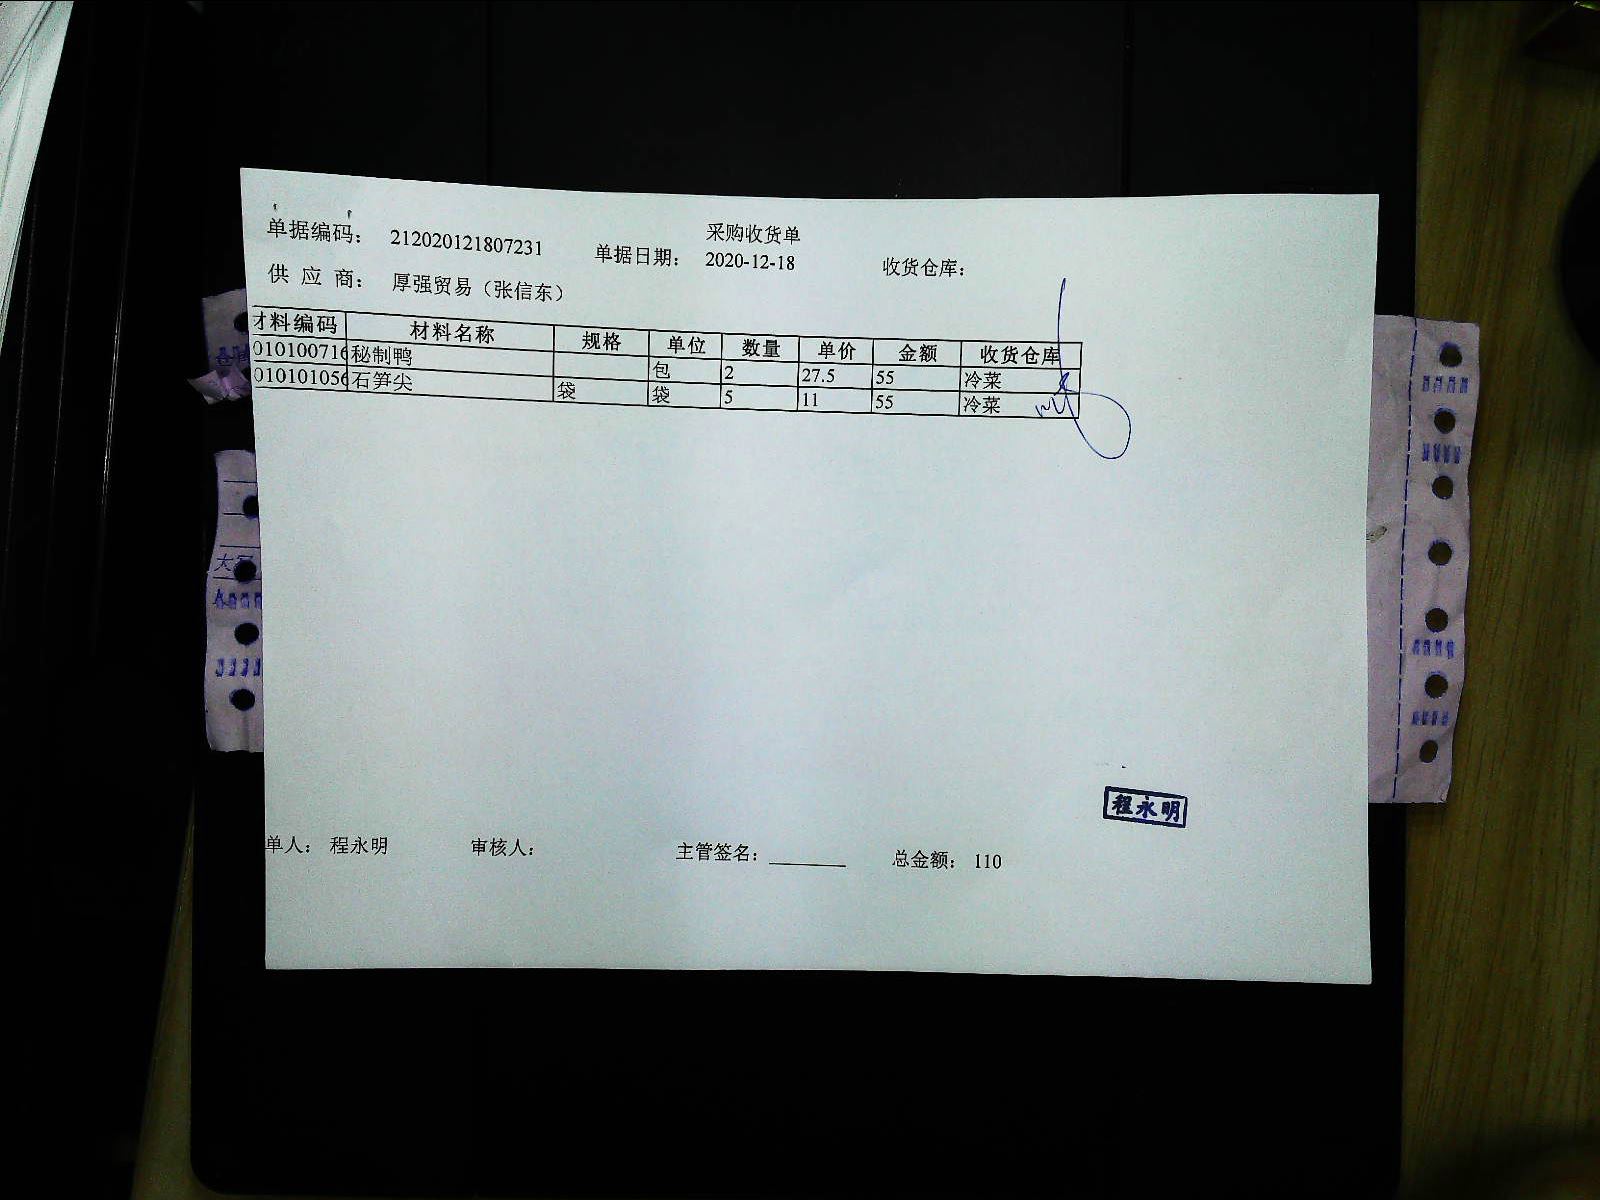 采购收货单
单据编码： 212020121807231 单据日期： 2020-12-18 收货仓库：
供 应 商： 厚强贸易（张信东）
材料编码 材料名称 规格 单位 数量 单价 金额 收货仓库
010100716 秘制鸭 包 2 27.5 55 冷菜
010101056 石笋尖 袋 袋 5 11 55 冷菜
程永明
单人： 程永明 审核人： 主管签名： ________ 总金额： 110